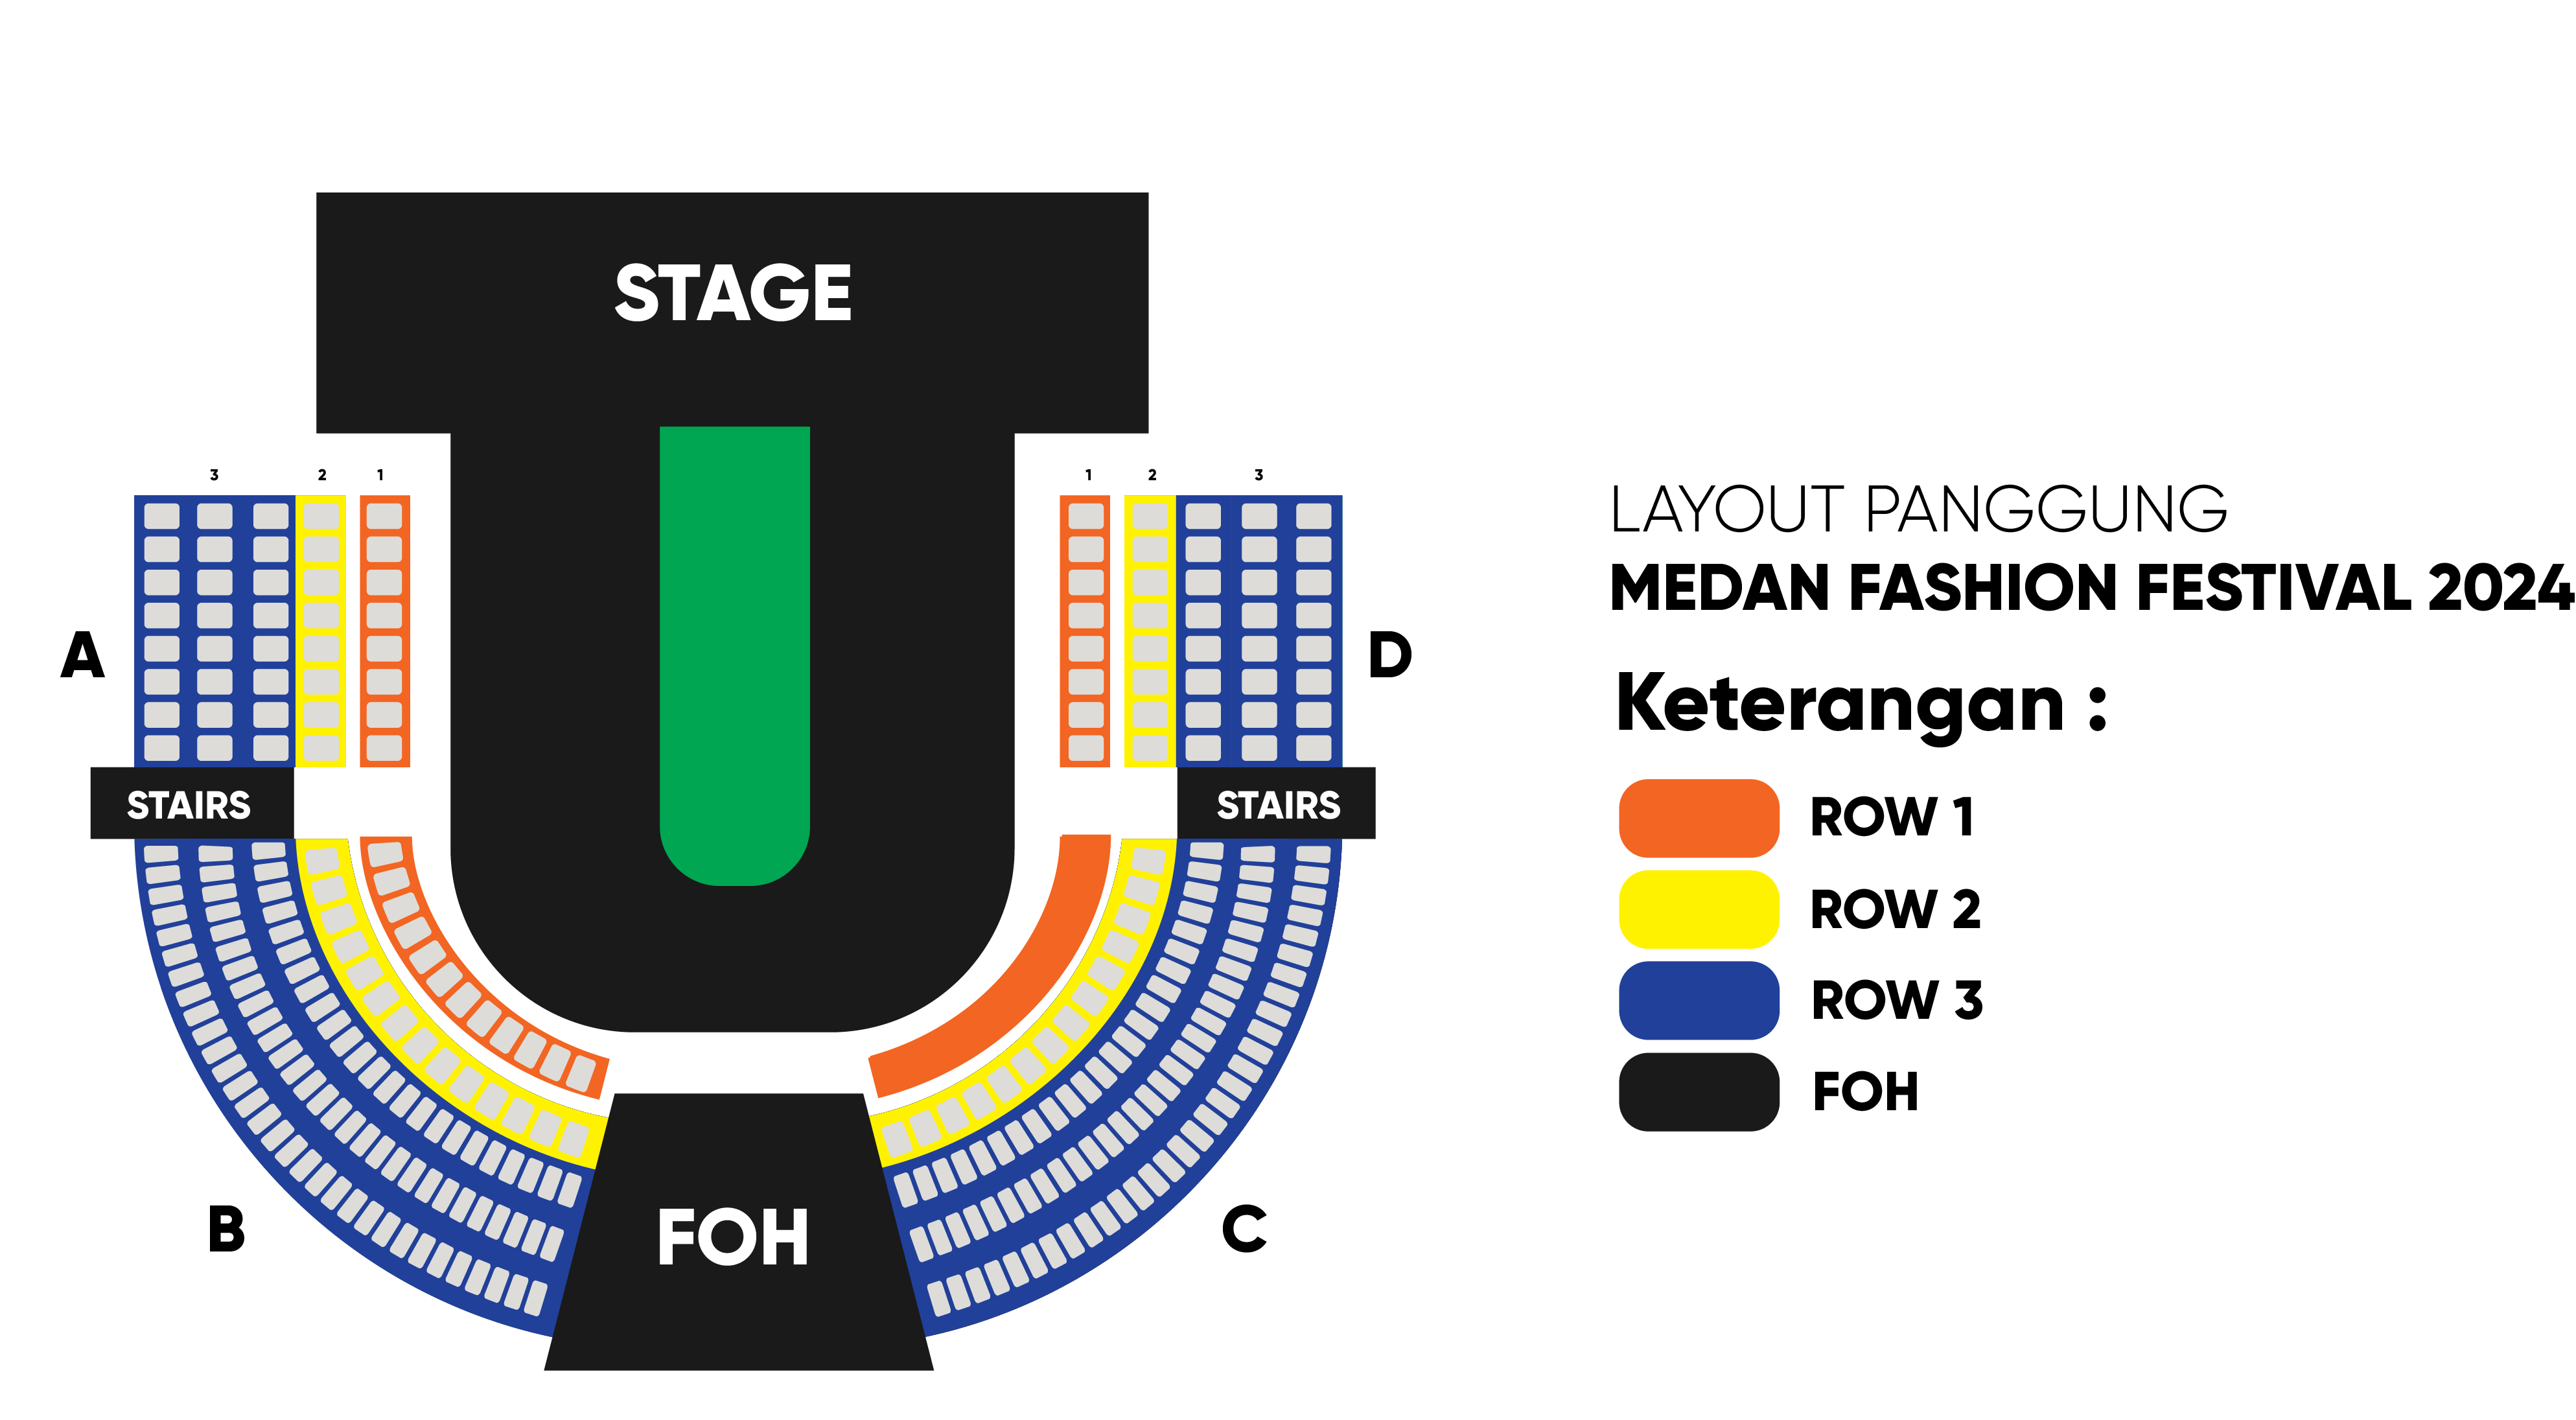 STAGE
3 2 1
1 2 3
A
D
STAIRS
STAIRS
B
FOH
C
LAYOUT PANGGUNG
MEDAN FASHION FESTIVAL 2024
Keterangan :
ROW 1
ROW 2
ROW 3
FOH